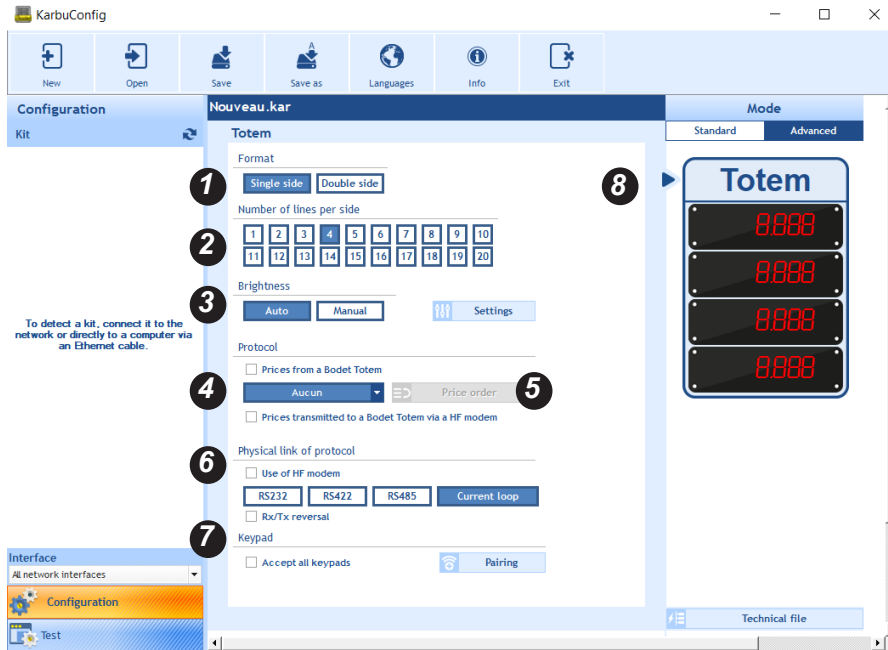 KarbuConfig
New Open Save Save as Languages Info Exit
Configuration
Kit
To detect a kit, connect it to the
network or directly to a computer via
an Ethernet cable.
Interface
All network interfaces
Configuration
Test
Nouveau.kar
Totem
Format
1 Single side Double side
Number of lines per side
2
1 2 3 4 5 6 7 8 9 10
11 12 13 14 15 16 17 18 19 20
Brightness
3 Auto Manual Settings
Protocol
Prices from a Bodet Totem
4 Aucun Price order 5
Prices transmitted to a Bodet Totem via a HF modem
Physical link of protocol
6 Use of HF modem
RS232 RS422 RS485 Current loop
Rx/Tx reversal
7 Keypad
Accept all keypads Pairing
Mode
Standard Advanced
8 Totem
8.888
8.888
8.888
8.888
Technical file